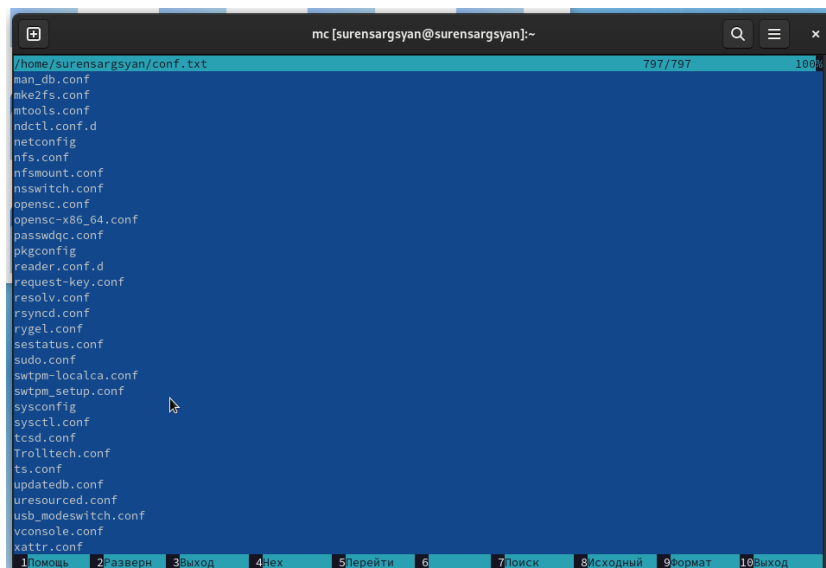 mc [surensargsyan@surensargsyan]:~
/home/surensargsyan/conf.txt 797/797 100%
man_db.conf
mke2fs.conf
mtools.conf
ndctl.conf.d
netconfig
nfs.conf
nfsmount.conf
nsswitch.conf
opensc.conf
opensc-x86_64.conf
passwdqc.conf
pkgconfig
reader.conf.d
request-key.conf
resolv.conf
rsyncd.conf
rygel.conf
sestatus.conf
sudo.conf
swtpm-localca.conf
swtpm_setup.conf
sysconfig
sysctl.conf
tcsd.conf
Trolltech.conf
ts.conf
updatedb.conf
uresourced.conf
usb_modeswitch.conf
vconsole.conf
xattr.conf
1Помощь 2Разверн 3Выход 4Hex 5Перейти 6 7Поиск 8Исходный 9Формат 10Выход